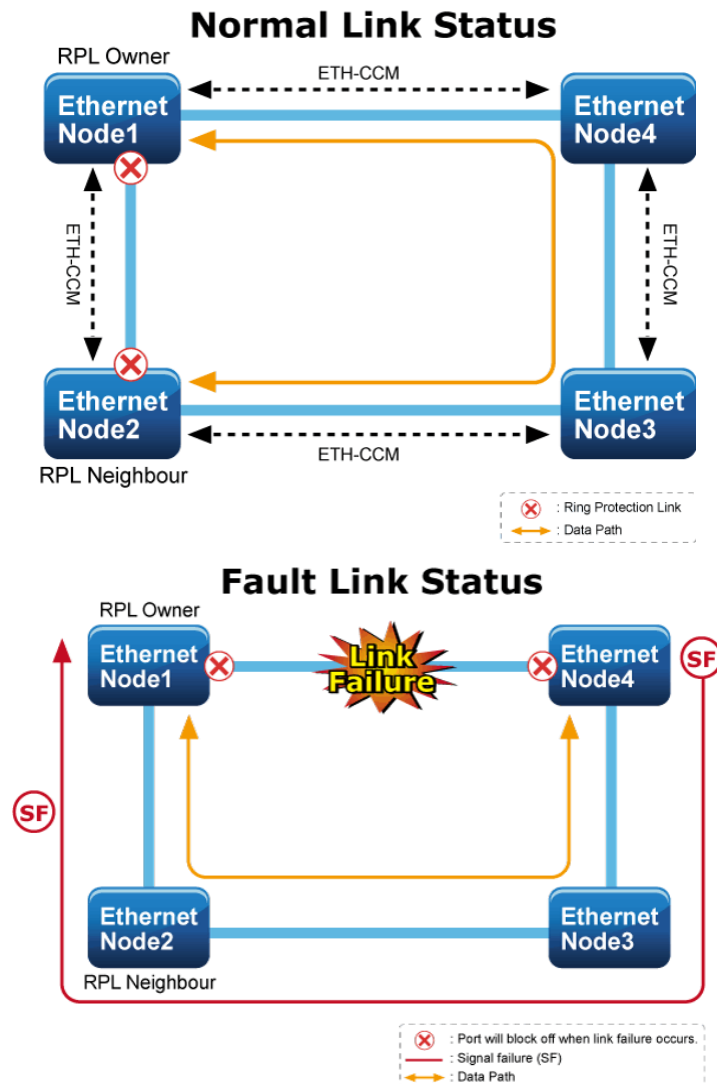 Normal Link Status
RPL Owner
ETH-CCM
Ethernet
Node1
Ethernet
Node4
ETH-CCM
ETH-CCM
Ethernet
Node2
Ethernet
Node3
ETH-CCM
RPL Neighbour
: Ring Protection Link
: Data Path
Fault Link Status
RPL Owner
Ethernet
Node1
Link
Failure
Ethernet
Node4
SF
SF
Ethernet
Node2
Ethernet
Node3
RPL Neighbour
: Port will block off when link failure occurs.
: Signal failure (SF)
: Data Path